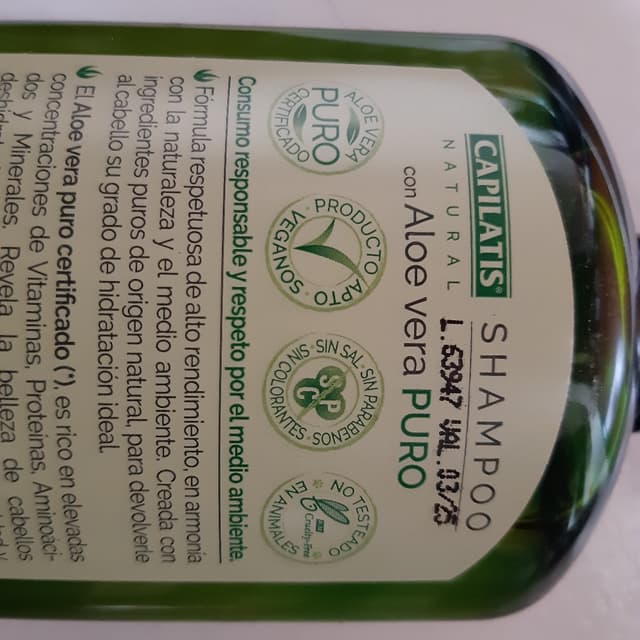 CAPILATIS®
NATURAL
SHAMPOO
L.63947 VAL.03/25
con Aloe vera PURO
ALOE VERA PURO CERTIFICADO
PRODUCTO APTO VEGANOS
SIN SAL · SIN PARABENOS · SIN COLORANTES
S P C
NO TESTEADO EN ANIMALES
Cruelty-Free
Consumo responsable y respeto por el medio ambiente.
Fórmula respetuosa de alto rendimiento, en armonía
con la naturaleza y el medio ambiente. Creada con
ingredientes puros de origen natural, para devolverle
al cabello su grado de hidratación ideal.
El Aloe vera puro certificado (*), es rico en elevadas
concentraciones de Vitaminas, Proteínas, Aminoáci-
dos y Minerales. Revela la belleza de cabellos